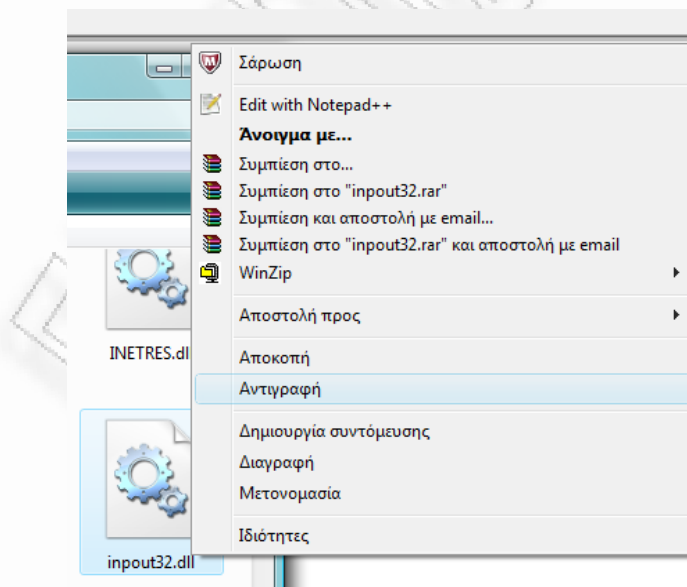 Σάρωση
Edit with Notepad++
Άνοιγμα με...
Συμπίεση στο...
Συμπίεση στο "inpout32.rar"
Συμπίεση και αποστολή με email...
Συμπίεση στο "inpout32.rar" και αποστολή με email
WinZip
Αποστολή προς
INETRES.dl
Αποκοπή
Αντιγραφή
Δημιουργία συντόμευσης
Διαγραφή
Μετονομασία
Ιδιότητες
inpout32.dll